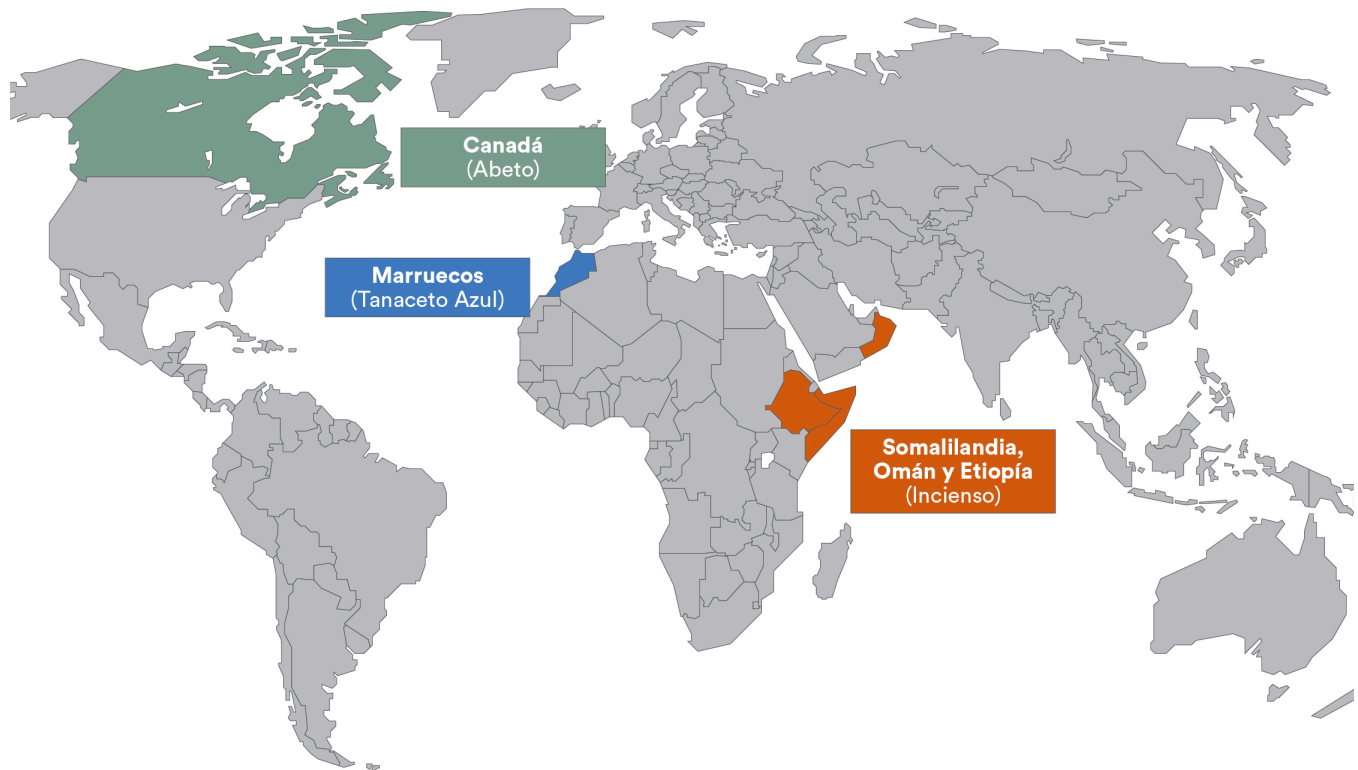 Canadá
(Abeto)
Marruecos
(Tanaceto Azul)
Somalilandia,
Omán y Etiopía
(Incienso)